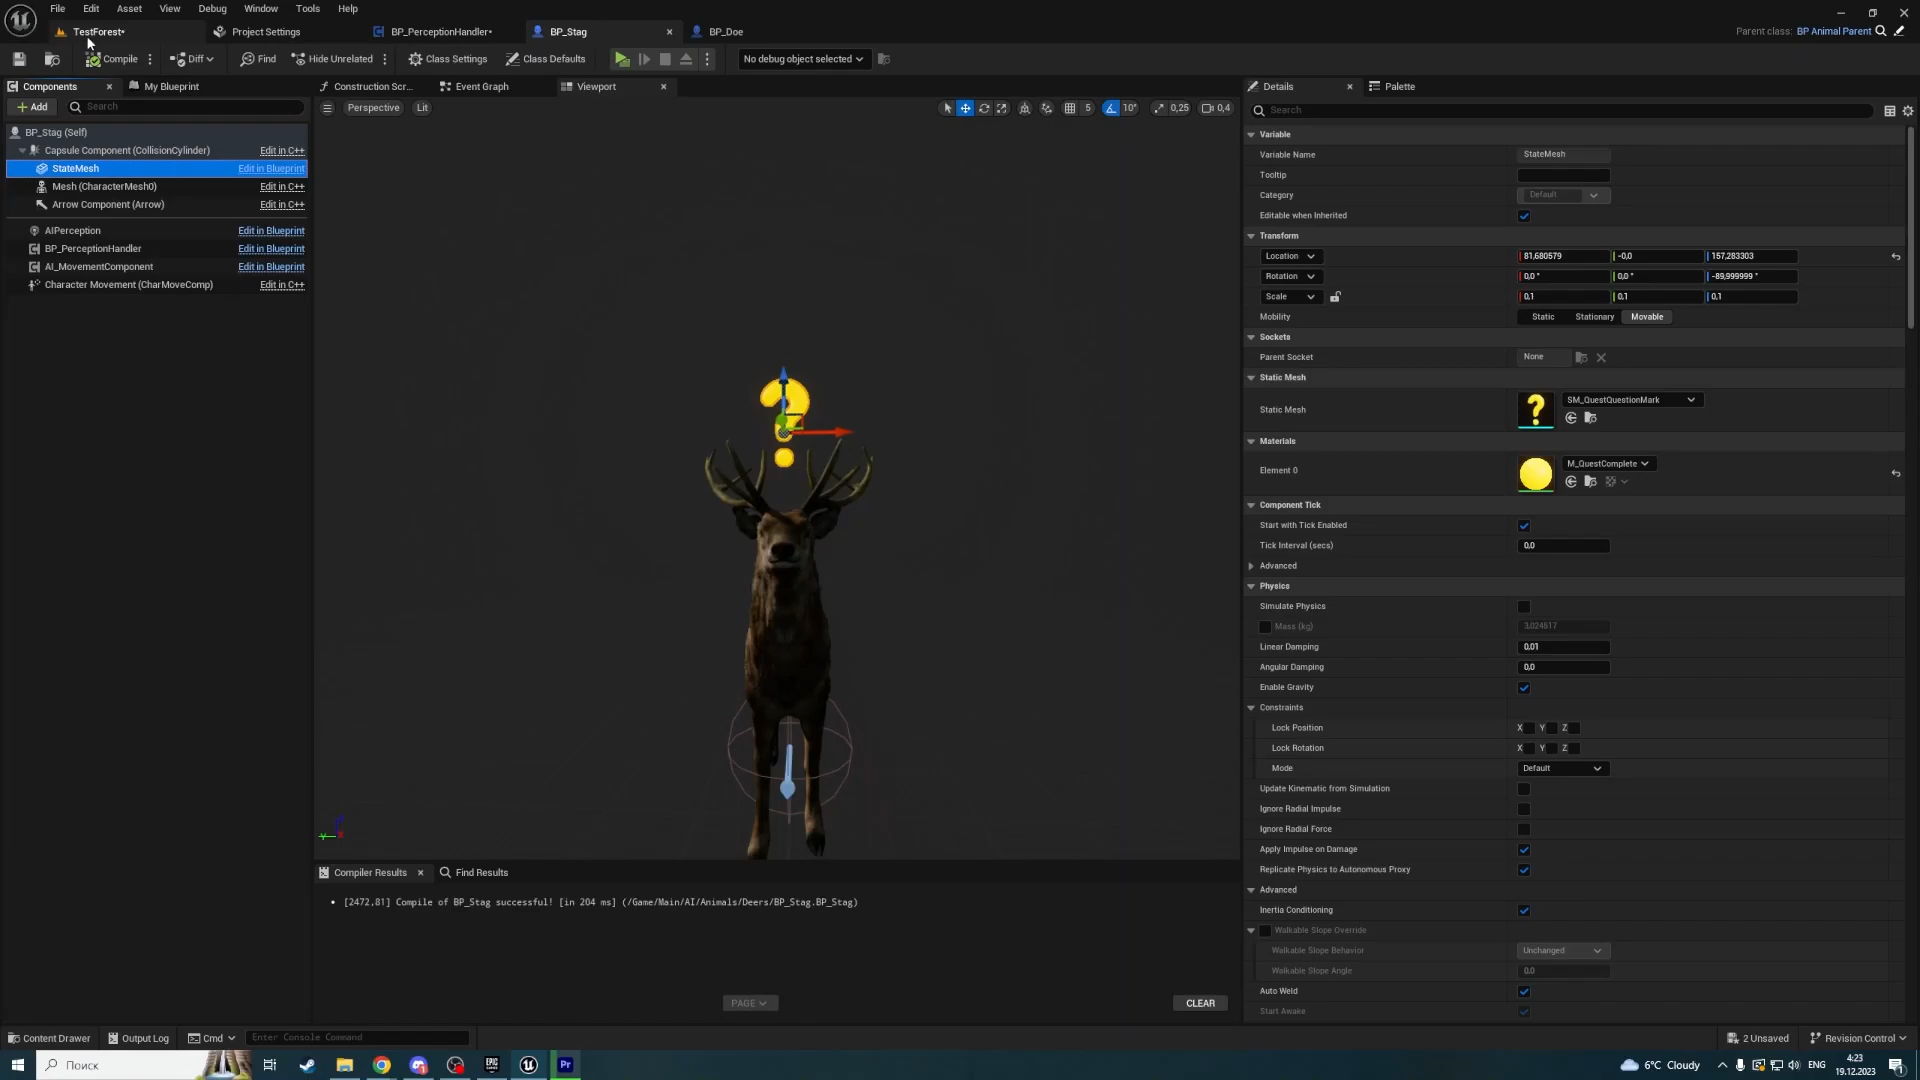 File Edit Asset View Debug Window Tools Help
TestForest•
Project Settings
BP_PerceptionHandler•
BP_Stag
BP_Doe
Parent class: BP Animal Parent
Compile
Diff
Find
Hide Unrelated
Class Settings
Class Defaults
No debug object selected
Components
My Blueprint
Construction Scr...
Event Graph
Viewport
Details
Palette
Add
Search
Perspective
Lit
5
10°
0,25
0,4
Search
BP_Stag (Self)
Capsule Component (CollisionCylinder) Edit in C++
StateMesh Edit in Blueprint
Mesh (CharacterMesh0) Edit in C++
Arrow Component (Arrow) Edit in C++
AIPerception Edit in Blueprint
BP_PerceptionHandler Edit in Blueprint
AI_MovementComponent Edit in Blueprint
Character Movement (CharMoveComp) Edit in C++
Variable
Variable Name StateMesh
Tooltip
Category Default
Editable when Inherited
Transform
Location 81,680579 -0,0 157,283303
Rotation 0,0 ° 0,0 ° -89,999999 °
Scale 0,1 0,1 0,1
Mobility Static Stationary Movable
Sockets
Parent Socket None
Static Mesh
Static Mesh SM_QuestQuestionMark
Materials
Element 0 M_QuestComplete
Component Tick
Start with Tick Enabled
Tick Interval (secs) 0,0
Advanced
Physics
Simulate Physics
Mass (kg) 3,024517
Linear Damping 0,01
Angular Damping 0,0
Enable Gravity
Constraints
Lock Position X Y Z
Lock Rotation X Y Z
Mode Default
Update Kinematic from Simulation
Ignore Radial Impulse
Ignore Radial Force
Apply Impulse on Damage
Replicate Physics to Autonomous Proxy
Advanced
Inertia Conditioning
Walkable Slope Override
Walkable Slope Behavior Unchanged
Walkable Slope Angle 0,0
Auto Weld
Start Awake
?
Compiler Results
Find Results
[2472,81] Compile of BP_Stag successful! [in 204 ms] (/Game/Main/AI/Animals/Deers/BP_Stag.BP_Stag)
PAGE
CLEAR
Content Drawer
Output Log
Cmd
Enter Console Command
2 Unsaved
Revision Control
Поиск
EPIC
Pr
6°C Cloudy
ENG
4:23
19.12.2023
1